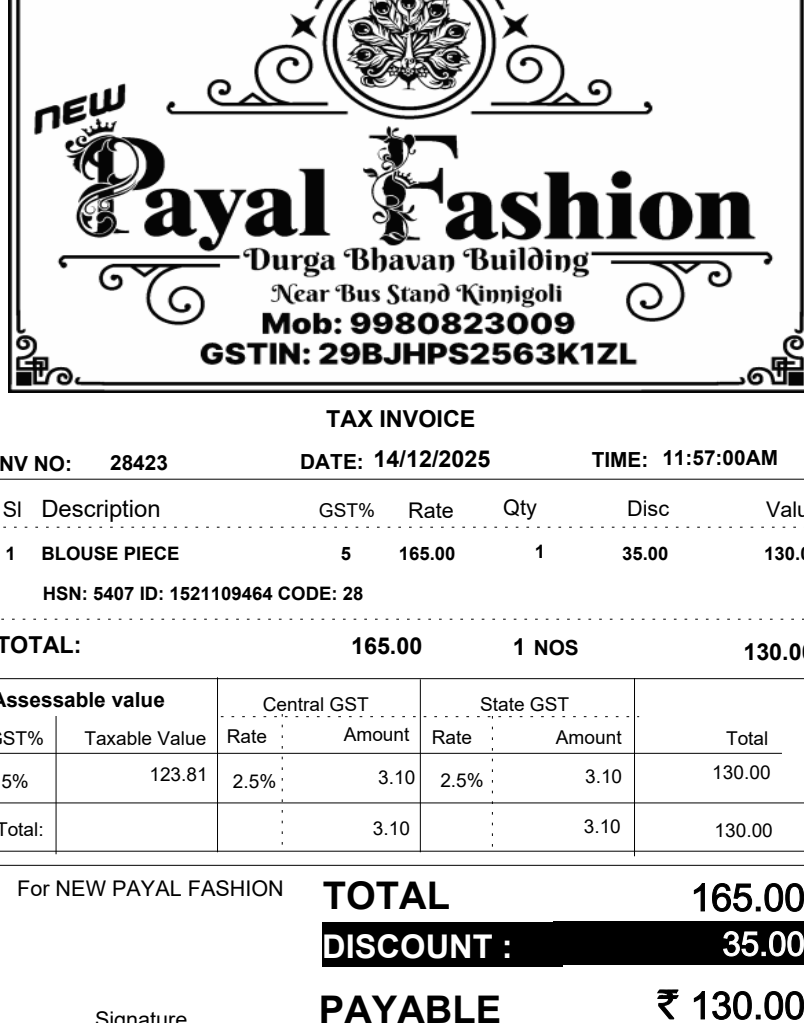 NEW
Payal Fashion
Durga Bhavan Building
Near Bus Stand Kinnigoli
Mob: 9980823009
GSTIN: 29BJHPS2563K1ZL
TAX INVOICE
NV NO: 28423 DATE: 14/12/2025 TIME: 11:57:00AM
Sl Description GST% Rate Qty Disc Valu
1 BLOUSE PIECE 5 165.00 1 35.00 130.0
HSN: 5407 ID: 1521109464 CODE: 28
TOTAL: 165.00 1 NOS 130.00
Assessable value Central GST State GST
GST% Taxable Value Rate Amount Rate Amount Total
5% 123.81 2.5% 3.10 2.5% 3.10 130.00
Total: 3.10 3.10 130.00
For NEW PAYAL FASHION TOTAL 165.00
DISCOUNT : 35.00
Signature PAYABLE ₹ 130.00